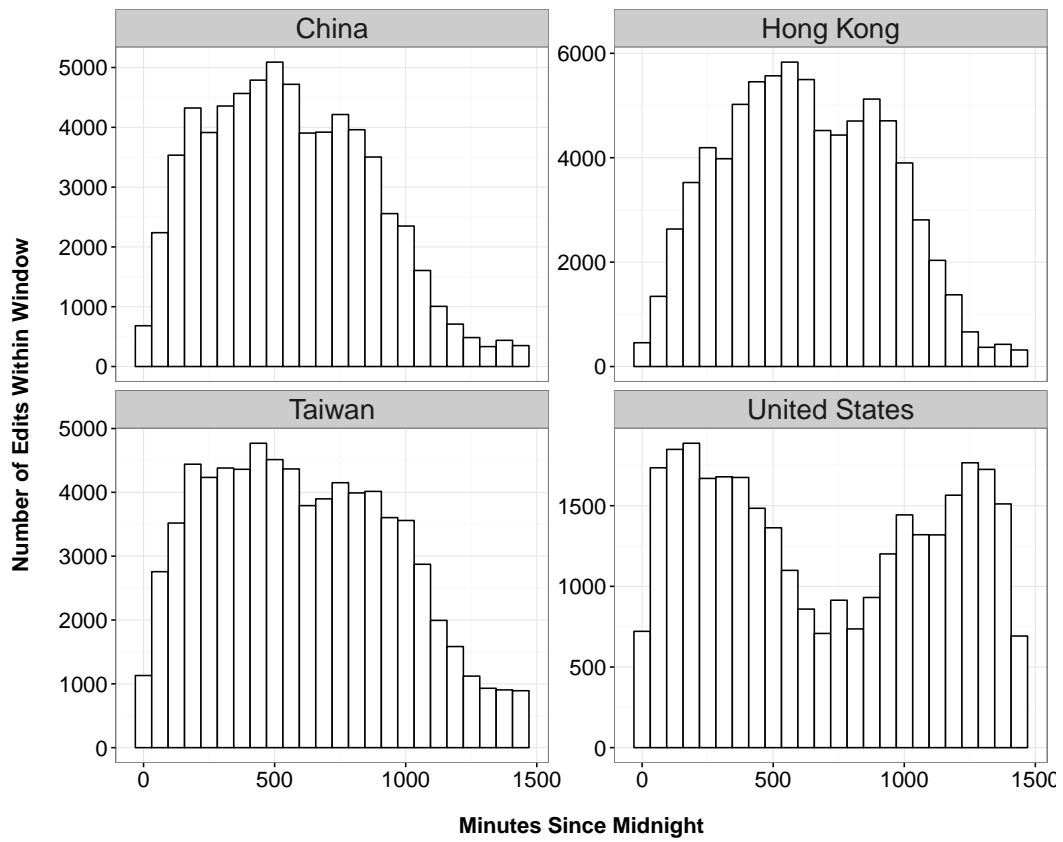 China
Hong Kong
5000
4000
3000
2000
1000
0
6000
4000
2000
0
Taiwan
United States
5000
4000
3000
2000
1000
0
1500
1000
500
0
0 500 1000 1500
0 500 1000 1500
Minutes Since Midnight
Number of Edits Within Window